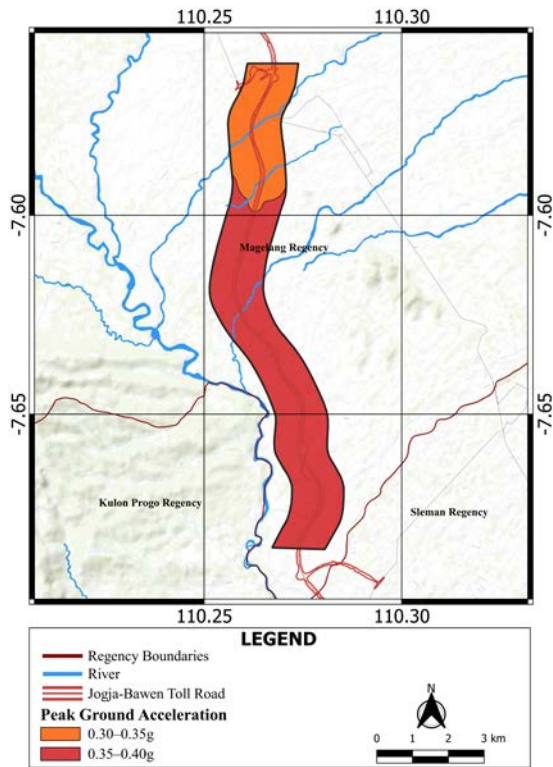 110.25 110.30
-7.60 -7.60
Magelang Regency
-7.65 -7.65
Kulon Progo Regency
Sleman Regency
110.25 110.30
LEGEND
Regency Boundaries
River
Jogja-Bawen Toll Road
Peak Ground Acceleration
0.30–0.35g
0.35–0.40g
N
0 1 2 3 km